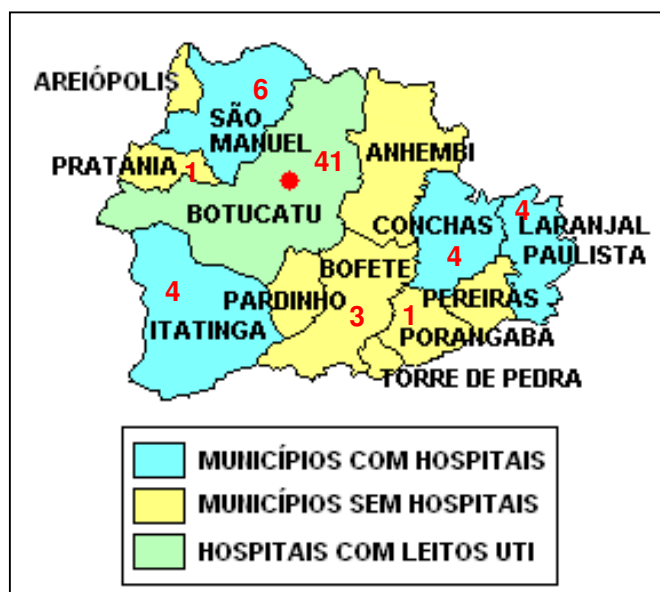 AREIÓPOLIS
6
SÃO
MANUEL
41
ANHEMBI
PRATÂNIA
1
BOTUCATU
CONCHAS
4
LARANJAL
PAULISTA
4
BOFETE
4
PARDINHO
PEREIRAS
ITATINGA
3
1
PORANGABA
TORRE DE PEDRA
MUNICÍPIOS COM HOSPITAIS
MUNICÍPIOS SEM HOSPITAIS
HOSPITAIS COM LEITOS UTI